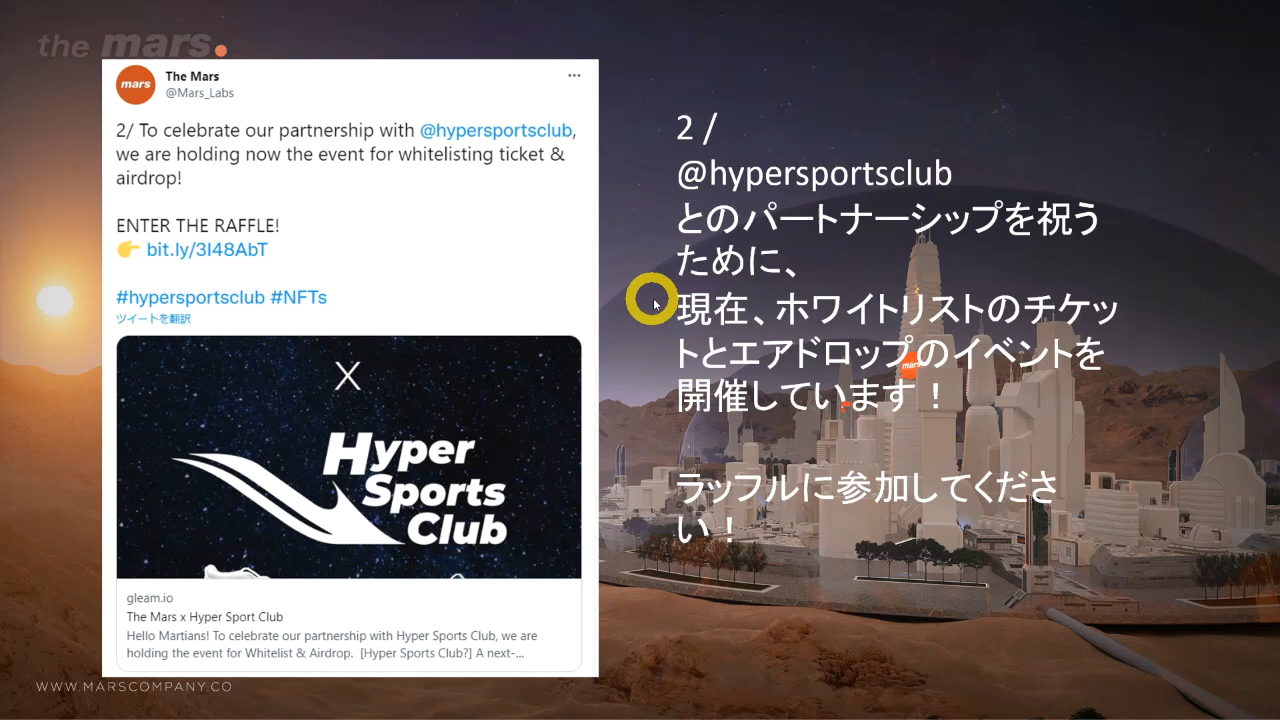 the mars.
mars
The Mars
@Mars_Labs
2/ To celebrate our partnership with @hypersportsclub,
we are holding now the event for whitelisting ticket &
airdrop!
ENTER THE RAFFLE!
👉 bit.ly/3I48AbT
#hypersportsclub #NFTs
ツイートを翻訳
X
Hyper
Sports
Club
gleam.io
The Mars x Hyper Sport Club
Hello Martians! To celebrate our partnership with Hyper Sports Club, we are
holding the event for Whitelist & Airdrop. [Hyper Sports Club?] A next-...
2 /
@hypersportsclub
とのパートナーシップを祝う
ために、
現在、ホワイトリストのチケッ
トとエアドロップのイベントを
開催しています！
ラッフルに参加してくださ
い！
mars
WWW.MARSCOMPANY.CO